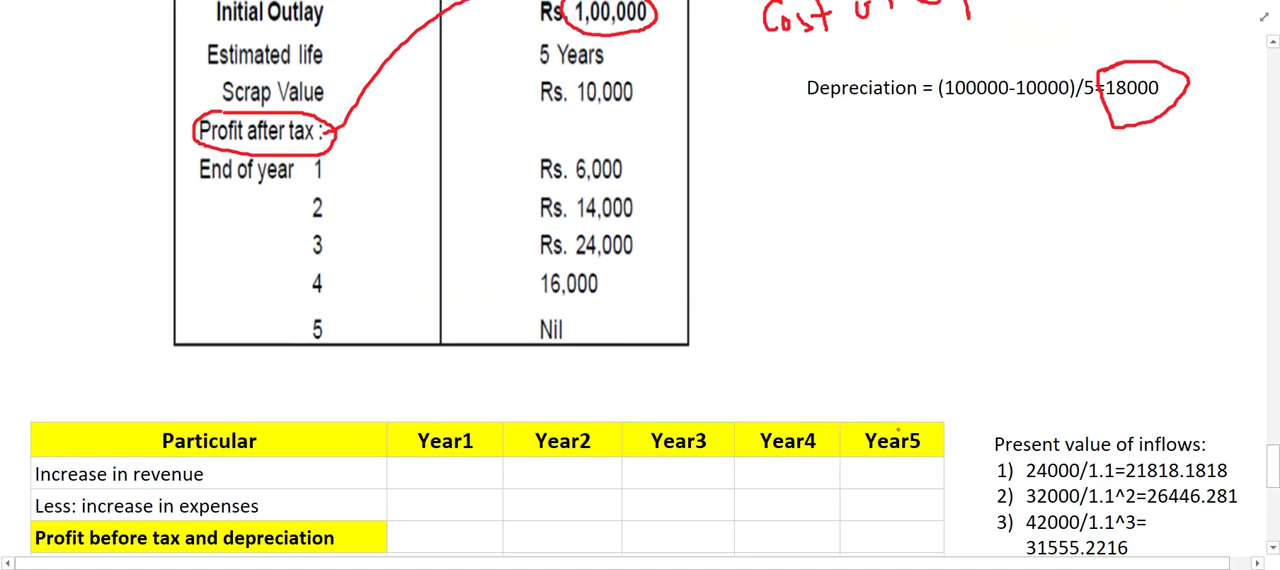 Initial Outlay Rs. 1,00,000
Cost of
Estimated life 5 Years
Depreciation = (100000-10000)/5=18000
Scrap Value Rs. 10,000
Profit after tax :
End of year 1 Rs. 6,000
2 Rs. 14,000
3 Rs. 24,000
4 16,000
5 Nil
Particular Year1 Year2 Year3 Year4 Year5
Increase in revenue
Less: increase in expenses
Profit before tax and depreciation
Present value of inflows:
1) 24000/1.1=21818.1818
2) 32000/1.1^2=26446.281
3) 42000/1.1^3=
31555.2216